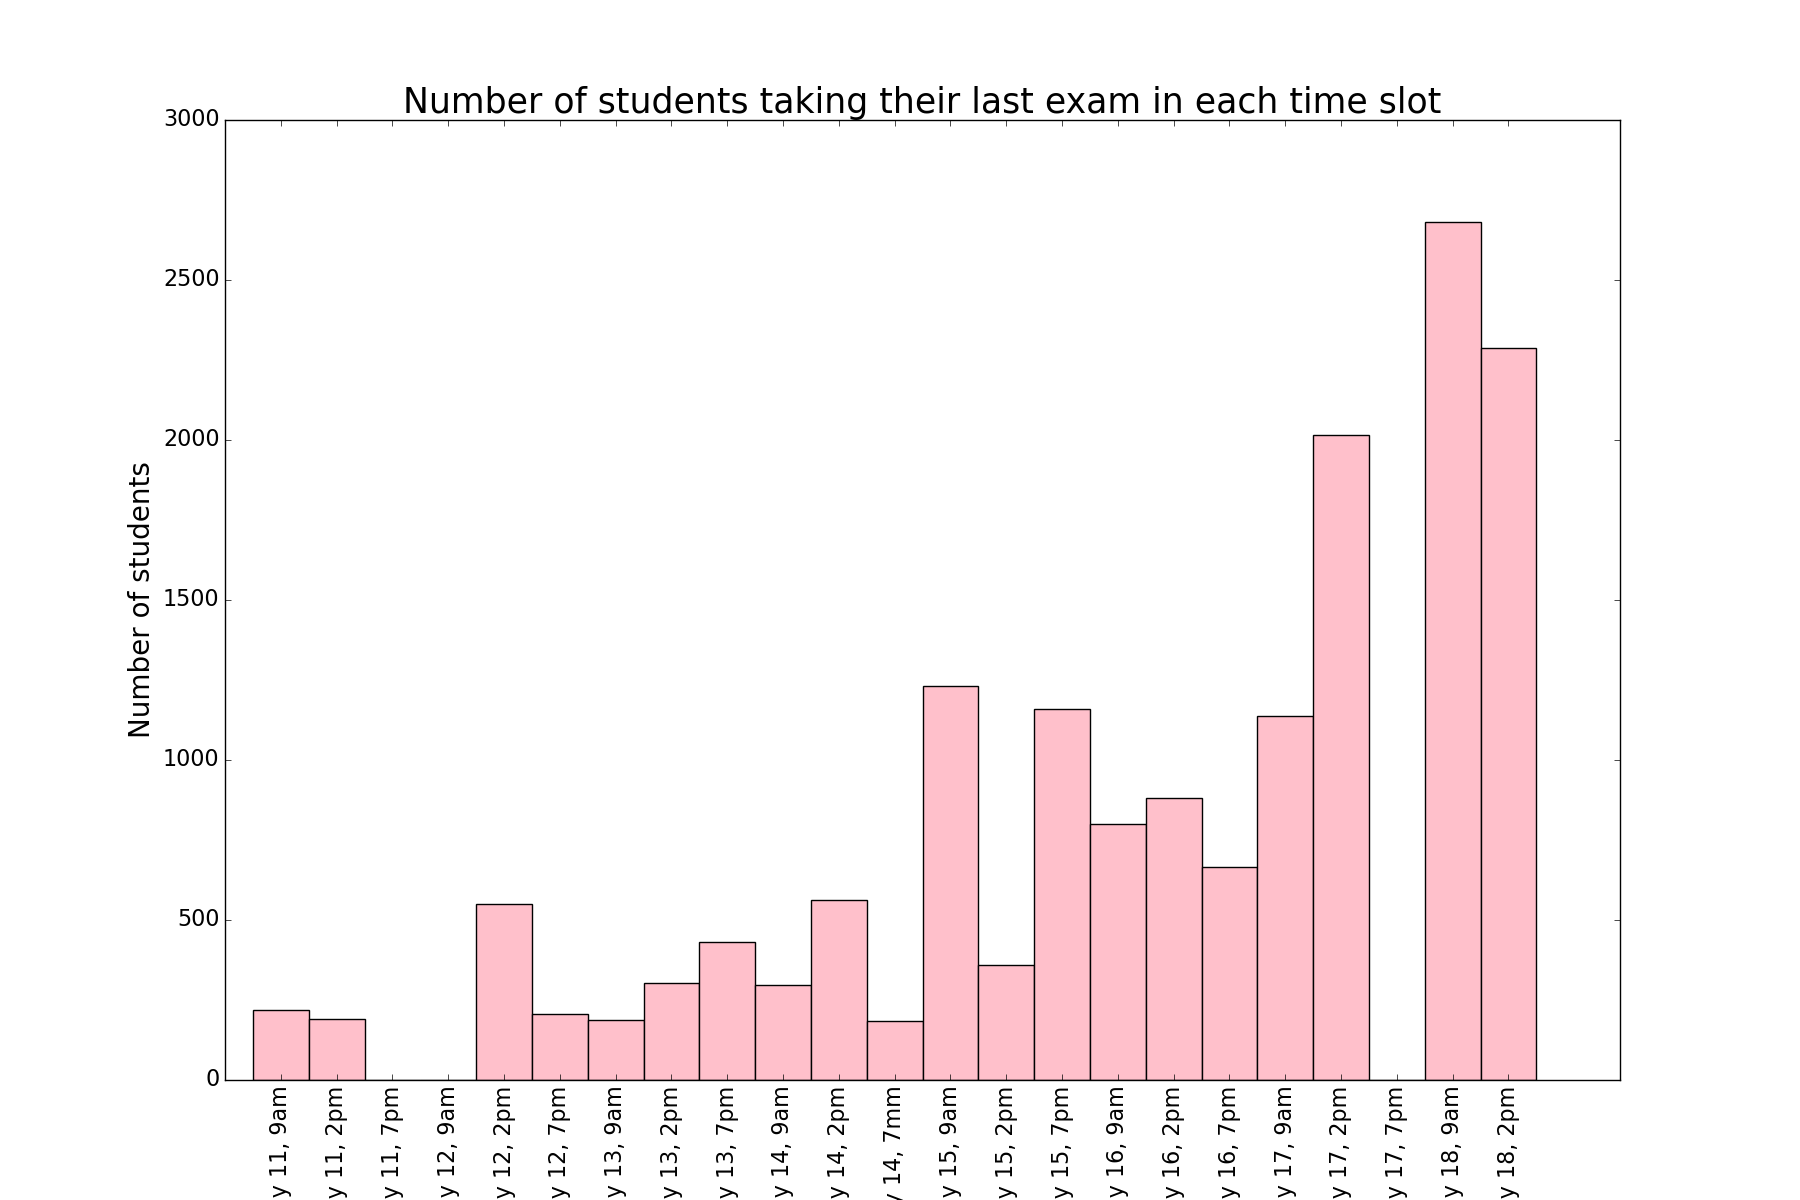 Number of students taking their last exam in each time slot
Number of students
3000
2500
2000
1500
1000
500
0
y 11, 9am
y 11, 2pm
y 11, 7pm
y 12, 9am
y 12, 2pm
y 12, 7pm
y 13, 9am
y 13, 2pm
y 13, 7pm
y 14, 9am
y 14, 2pm
y 14, 7mm
y 15, 9am
y 15, 2pm
y 15, 7pm
y 16, 9am
y 16, 2pm
y 16, 7pm
y 17, 9am
y 17, 2pm
y 17, 7pm
y 18, 9am
y 18, 2pm